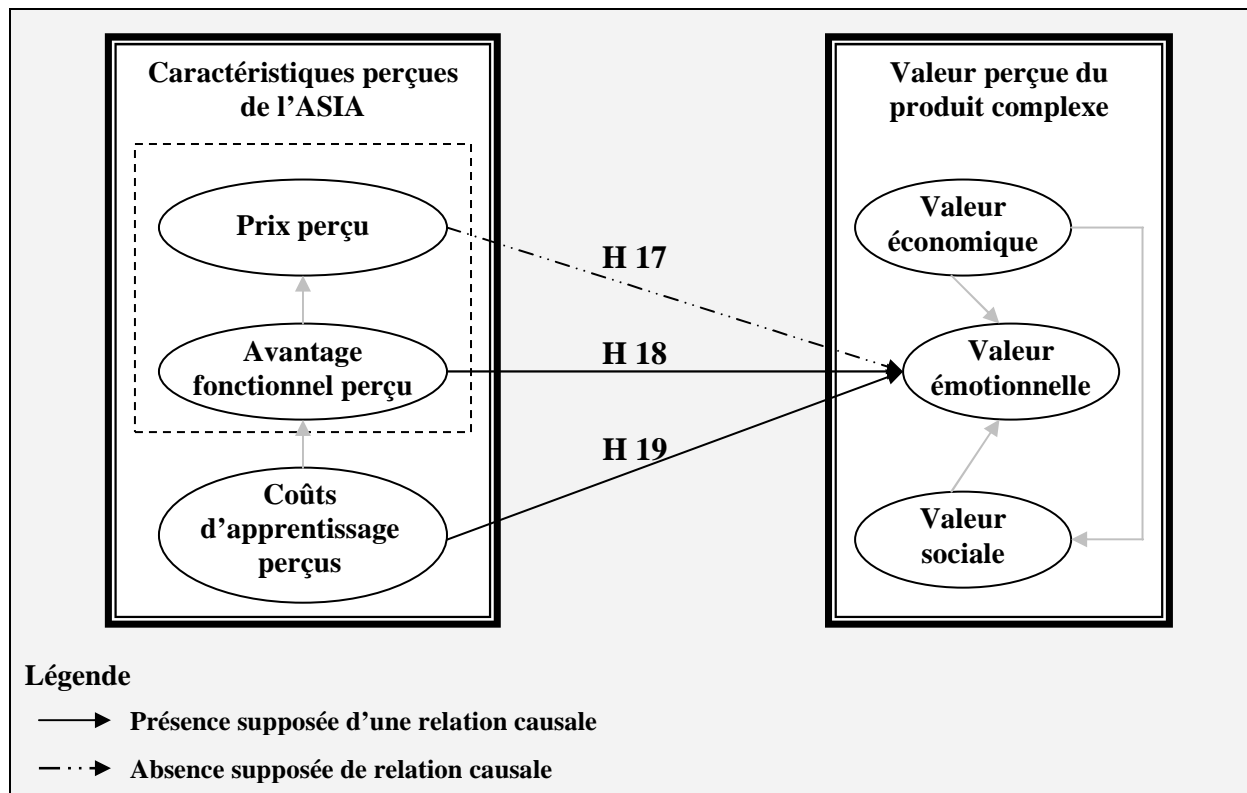 Caractéristiques perçues
de l'ASIA
Prix perçu
Avantage
fonctionnel perçu
Coûts
d'apprentissage
perçus
H 17
H 18
H 19
Valeur perçue du
produit complexe
Valeur
économique
Valeur
émotionnelle
Valeur
sociale
Légende
Présence supposée d'une relation causale
Absence supposée de relation causale